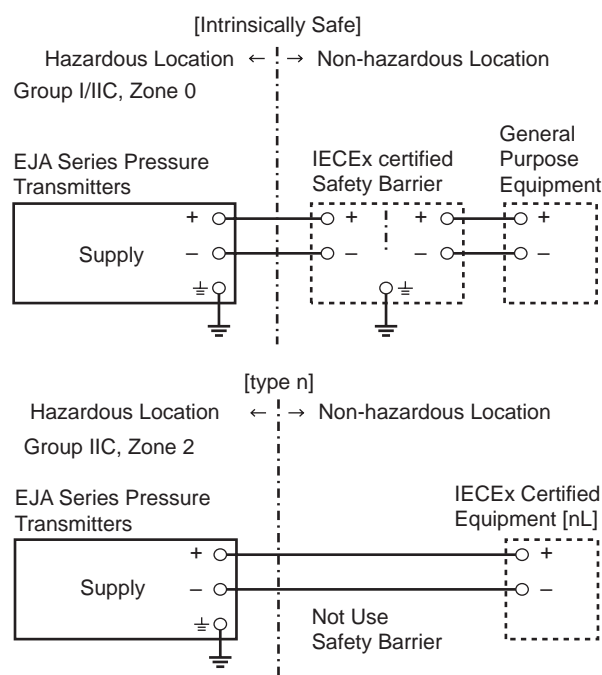 [Intrinsically Safe]
Hazardous Location ← → Non-hazardous Location
Group I/IIC, Zone 0
General
Purpose
Equipment
IECEx certified
Safety Barrier
EJA Series Pressure
Transmitters
+ + + +
Supply – – – –
[type n]
Hazardous Location ← → Non-hazardous Location
Group IIC, Zone 2
EJA Series Pressure
Transmitters
IECEx Certified
Equipment [nL]
+ +
Supply – –
Not Use
Safety Barrier